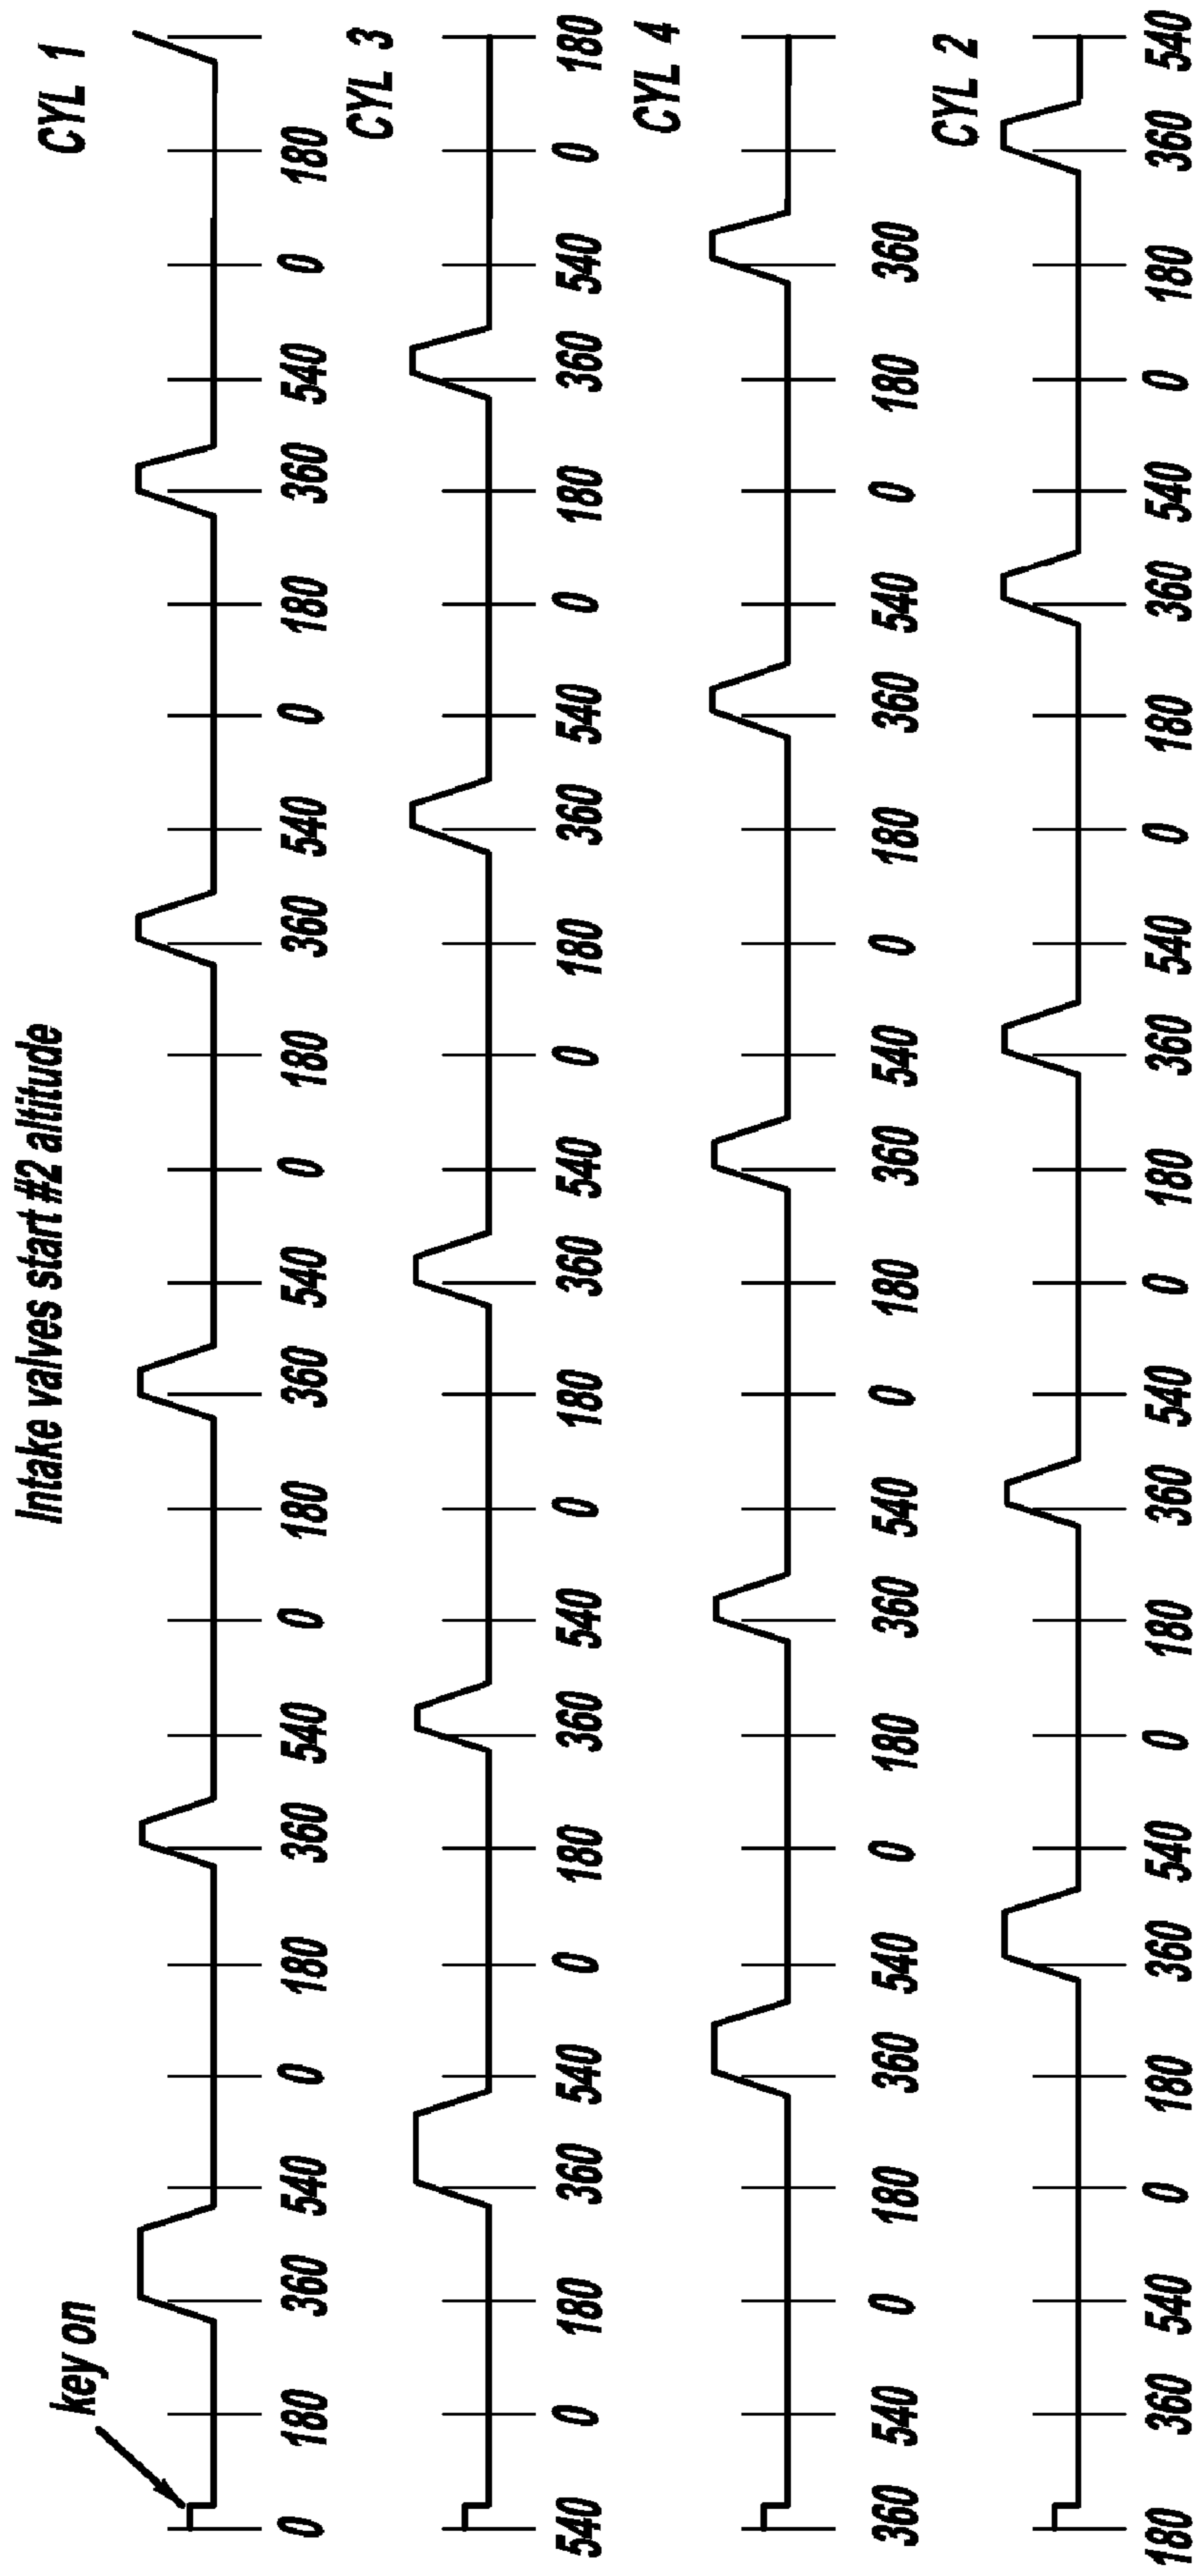 Intake valves start #2 altitude
key on
CYL 1
0 180 360 540 0 180 360 540 0 180 360 540 0 180 360 540 0 180 360 540 0 180
CYL 3
540 0 180 360 540 0 180 360 540 0 180 360 540 0 180 360 540 0 180 360 540 0 180
CYL 4
360 540 0 180 360 540 0 180 360 540 0 180 360 540 0 180 360 540 0 180 360
CYL 2
180 360 540 0 180 360 540 0 180 360 540 0 180 360 540 0 180 360 540 0 180 360 540